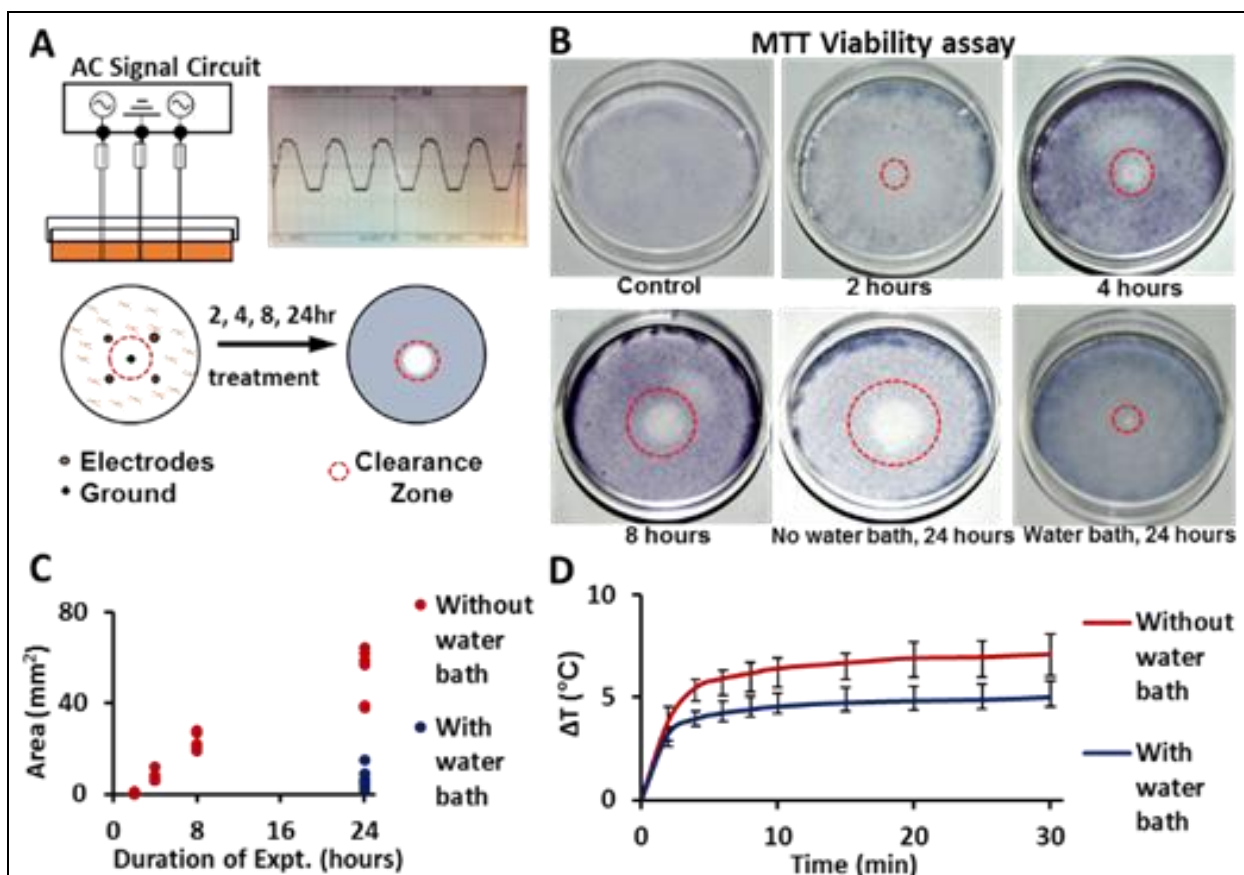 A
AC Signal Circuit
2, 4, 8, 24hr
treatment
Electrodes
Ground
Clearance
Zone
B
MTT Viability assay
Control
2 hours
4 hours
8 hours
No water bath, 24 hours
Water bath, 24 hours
C
80
40
0
Area (mm²)
0
8
16
24
Duration of Expt. (hours)
Without
water
bath
With
water
bath
D
10
5
0
ΔT (°C)
0
10
20
30
Time (min)
Without
water
bath
With
water
bath